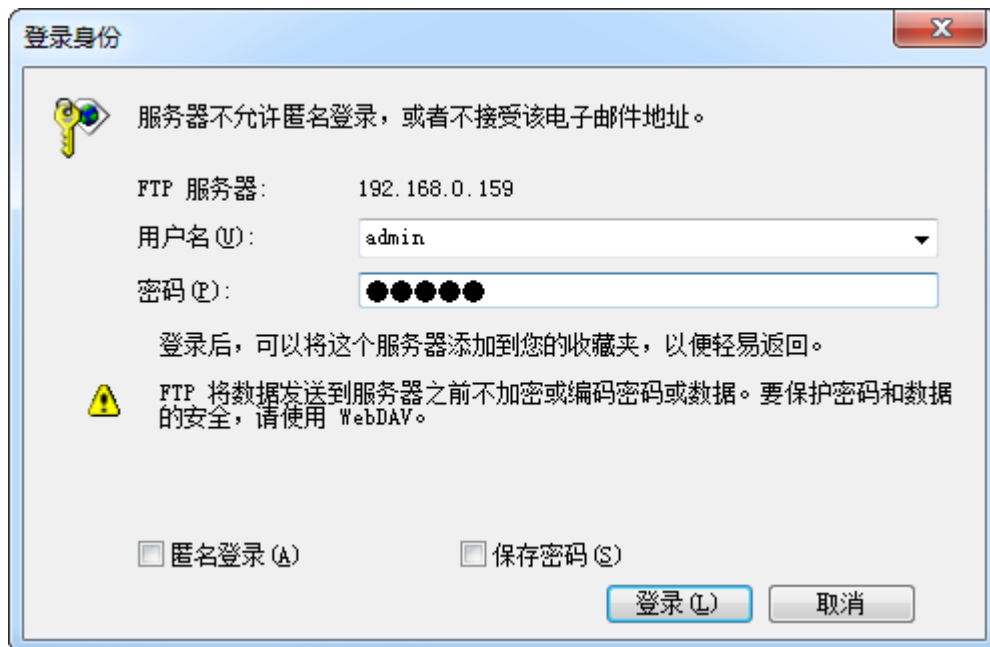 登录身份
服务器不允许匿名登录，或者不接受该电子邮件地址。
FTP 服务器: 192.168.0.159
用户名(U): admin
密码(P): ●●●●●
登录后，可以将这个服务器添加到您的收藏夹，以便轻易返回。
FTP 将数据发送到服务器之前不加密或编码密码或数据。要保护密码和数据
的安全，请使用 WebDAV。
匿名登录(A) 保存密码(S)
登录(L) 取消